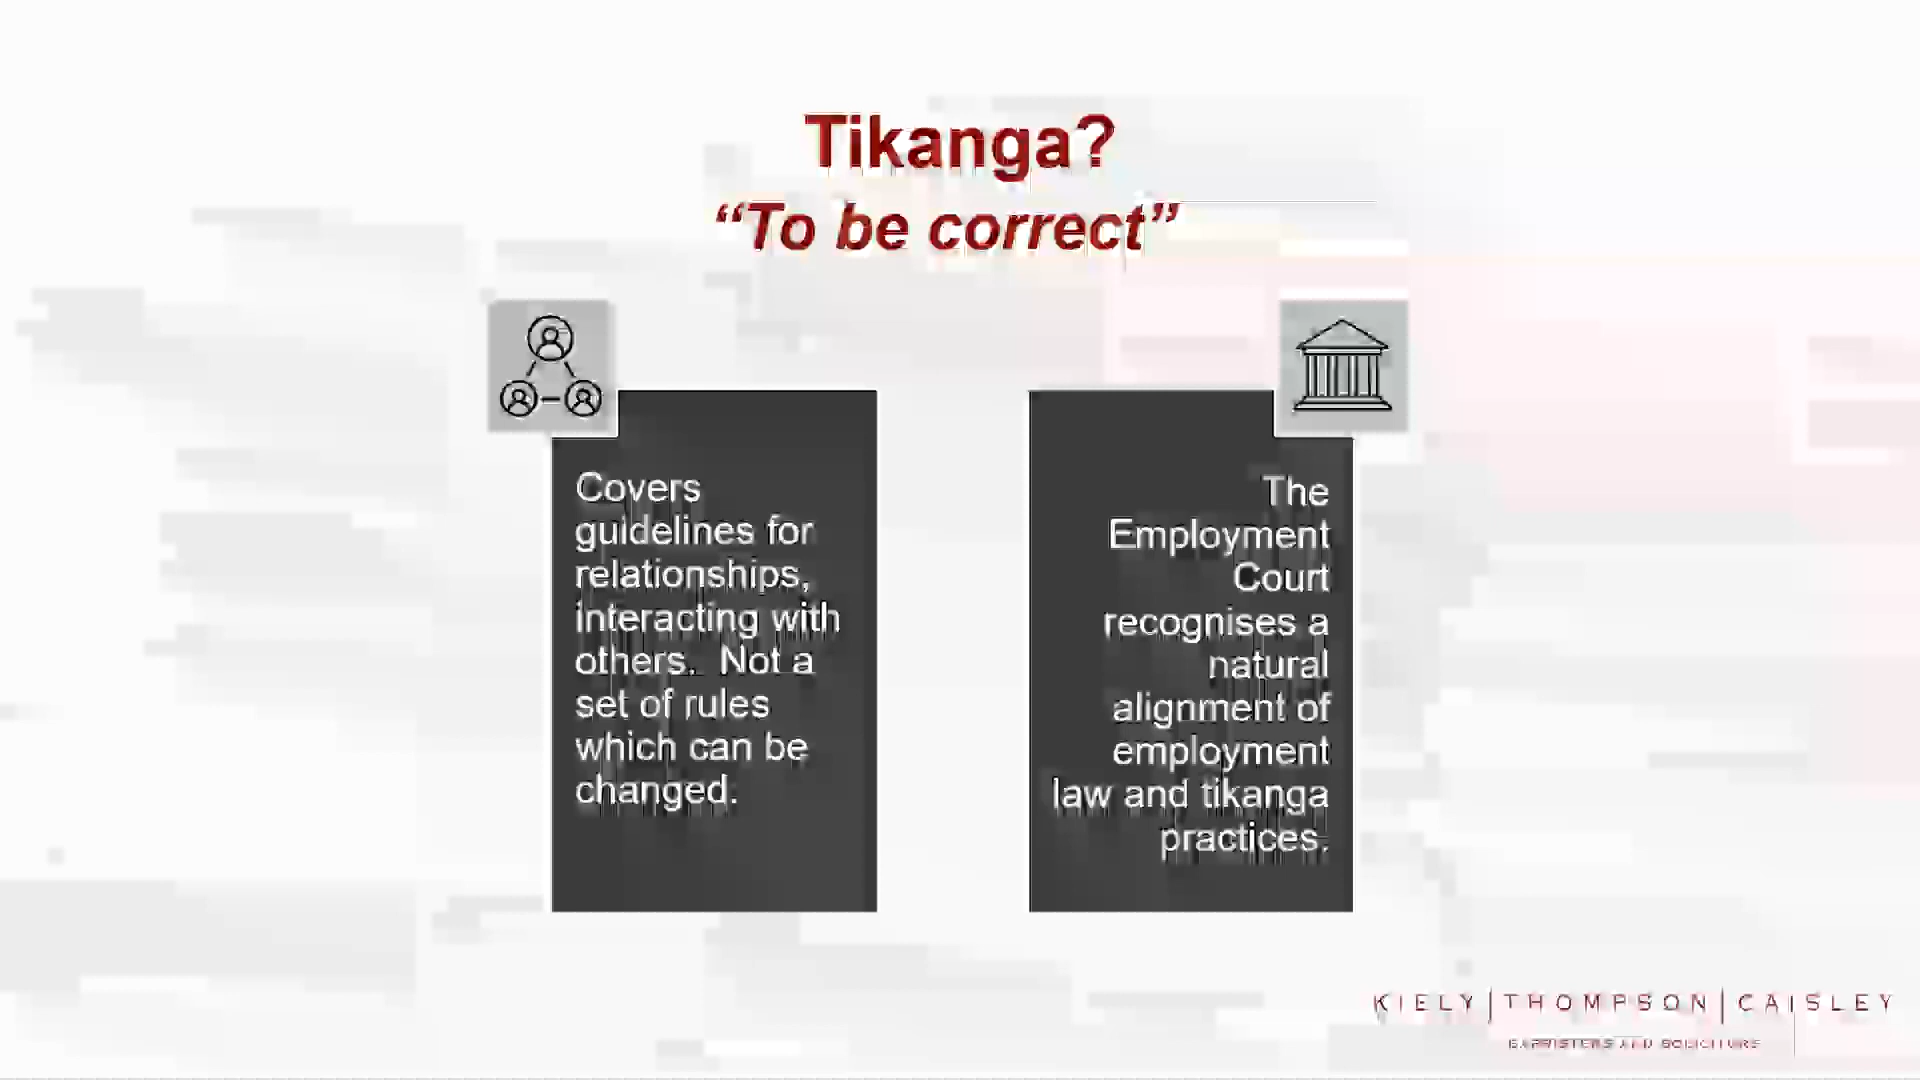 Tikanga?
“To be correct”
Covers
guidelines for
relationships,
interacting with
others.  Not a
set of rules
which can be
changed.
The
Employment
Court
recognises a
natural
alignment of
employment
law and tikanga
practices.
KIELY|THOMPSON|CAISLEY
BARRISTERS AND SOLICITORS